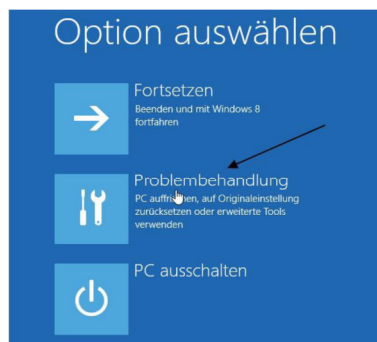 Option auswählen
Fortsetzen
Beenden und mit Windows 8
fortfahren
Problembehandlung
PC auffrischen, auf Originaleinstellung
zurücksetzen oder erweiterte Tools
verwenden
PC ausschalten